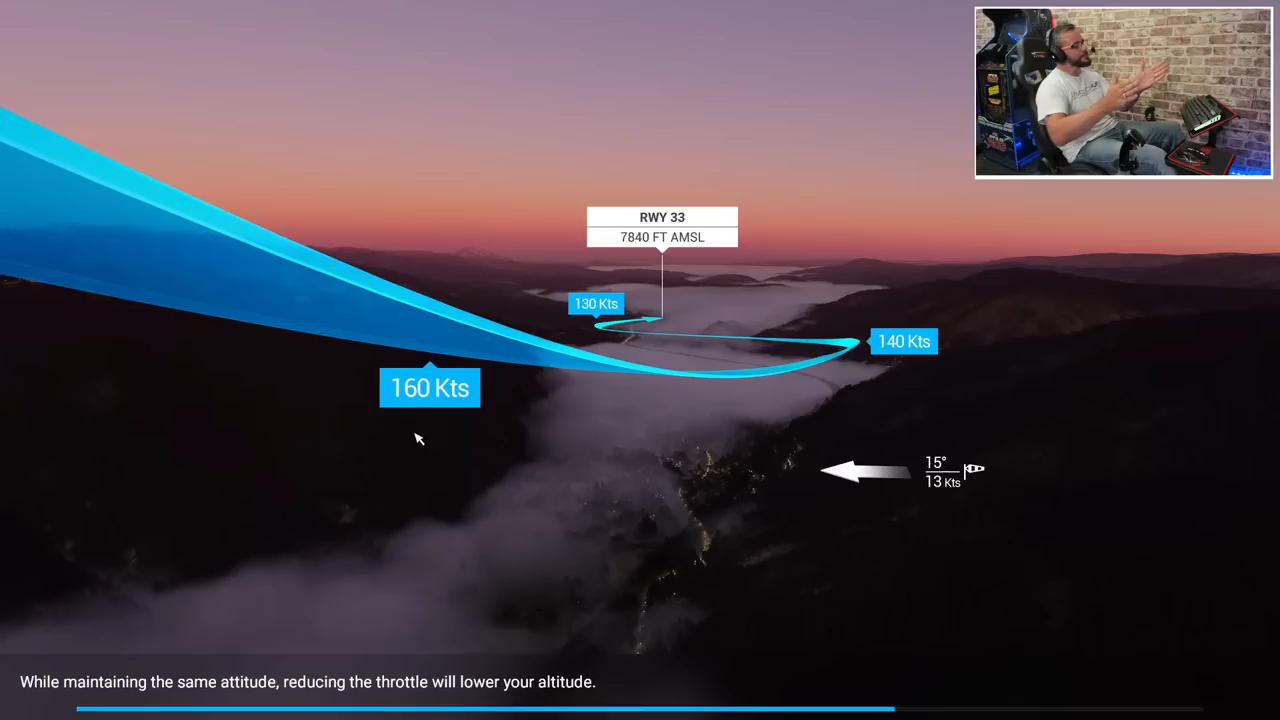 RWY 33
7840 FT AMSL
130 Kts
140 Kts
160 Kts
15°
13 Kts
While maintaining the same attitude, reducing the throttle will lower your altitude.